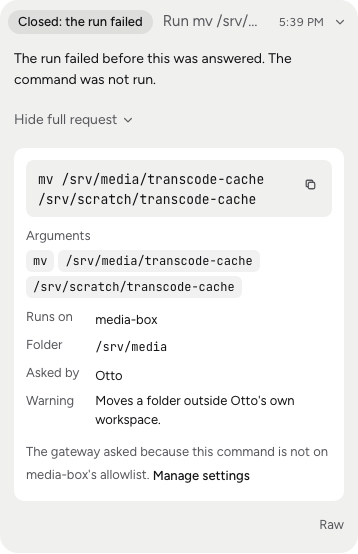 Closed: the run failed Run mv /srv/... 5:39 PM
The run failed before this was answered. The
command was not run.
Hide full request
mv /srv/media/transcode-cache
/srv/scratch/transcode-cache
Arguments
mv /srv/media/transcode-cache
/srv/scratch/transcode-cache
Runs on media-box
Folder /srv/media
Asked by Otto
Warning Moves a folder outside Otto's own
workspace.
The gateway asked because this command is not on
media-box's allowlist. Manage settings
Raw